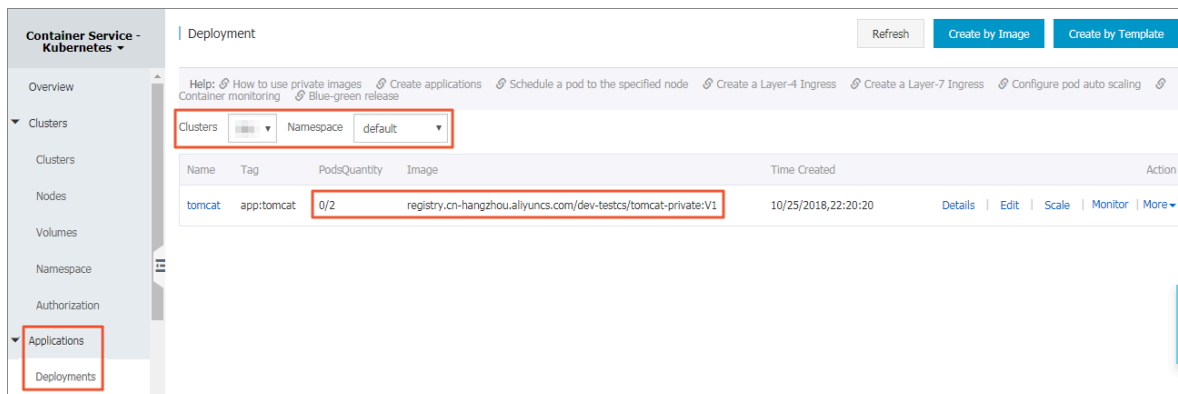 Container Service -
Kubernetes
Overview
Clusters
Clusters
Nodes
Volumes
Namespace
Authorization
Applications
Deployments
Deployment
Refresh
Create by Image
Create by Template
Help: How to use private images Create applications Schedule a pod to the specified node Create a Layer-4 Ingress Create a Layer-7 Ingress Configure pod auto scaling
Container monitoring Blue-green release
Clusters Namespace default
Name Tag PodsQuantity Image Time Created Action
tomcat app:tomcat 0/2 registry.cn-hangzhou.aliyuncs.com/dev-testcs/tomcat-private:V1 10/25/2018,22:20:20 Details | Edit | Scale | Monitor | More